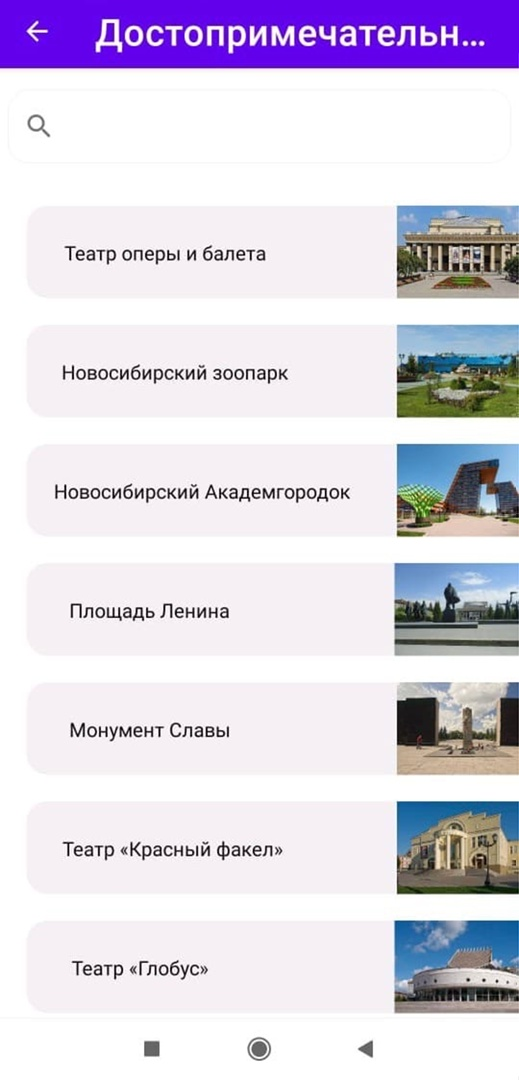 Достопримечательн...
Театр оперы и балета
Новосибирский зоопарк
Новосибирский Академгородок
Площадь Ленина
Монумент Славы
Театр «Красный факел»
Театр «Глобус»